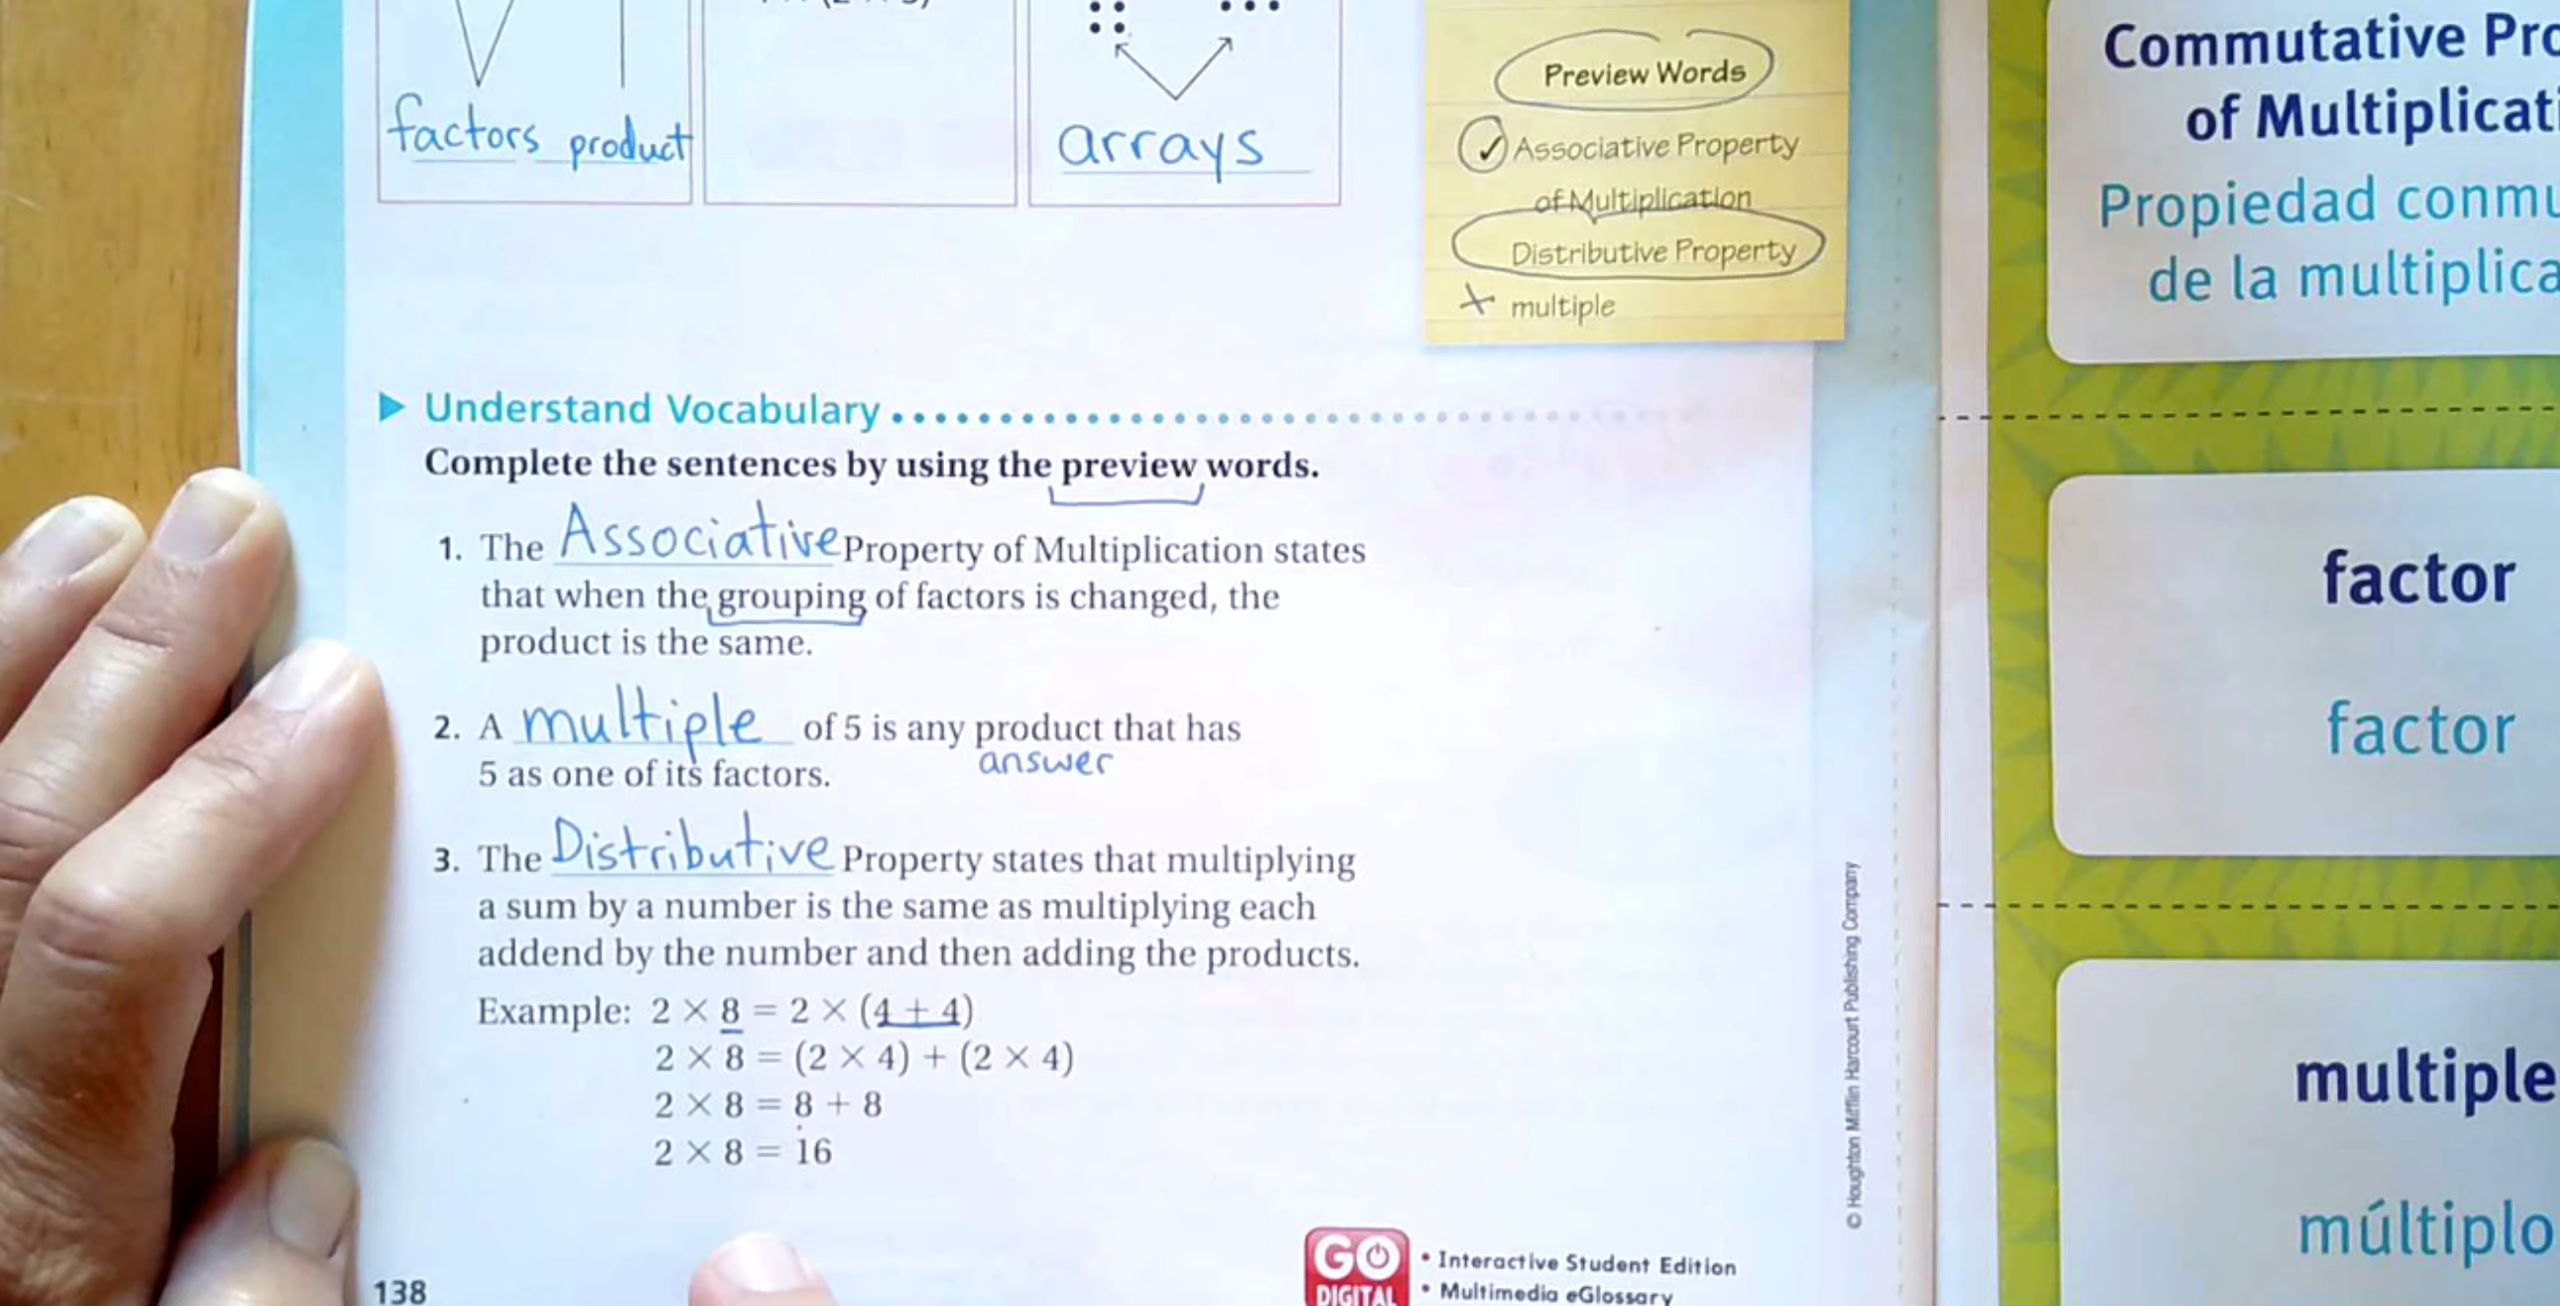 factors product
arrays
Preview Words
Associative Property
of Multiplication
Distributive Property
multiple
Understand Vocabulary
Complete the sentences by using the preview words.
1. The Associative Property of Multiplication states
that when the grouping of factors is changed, the
product is the same.
2. A multiple of 5 is any product that has
answer
5 as one of its factors.
3. The Distributive Property states that multiplying
a sum by a number is the same as multiplying each
addend by the number and then adding the products.
Example: 2 × 8 = 2 × (4 + 4)
2 × 8 = (2 × 4) + (2 × 4)
2 × 8 = 8 + 8
2 × 8 = 16
138
GO
DIGITAL
• Interactive Student Edition
• Multimedia eGlossary
© Houghton Mifflin Harcourt Publishing Company
Commutative Pro
of Multiplicati
Propiedad conmu
de la multiplica
factor
factor
multiple
múltiplo